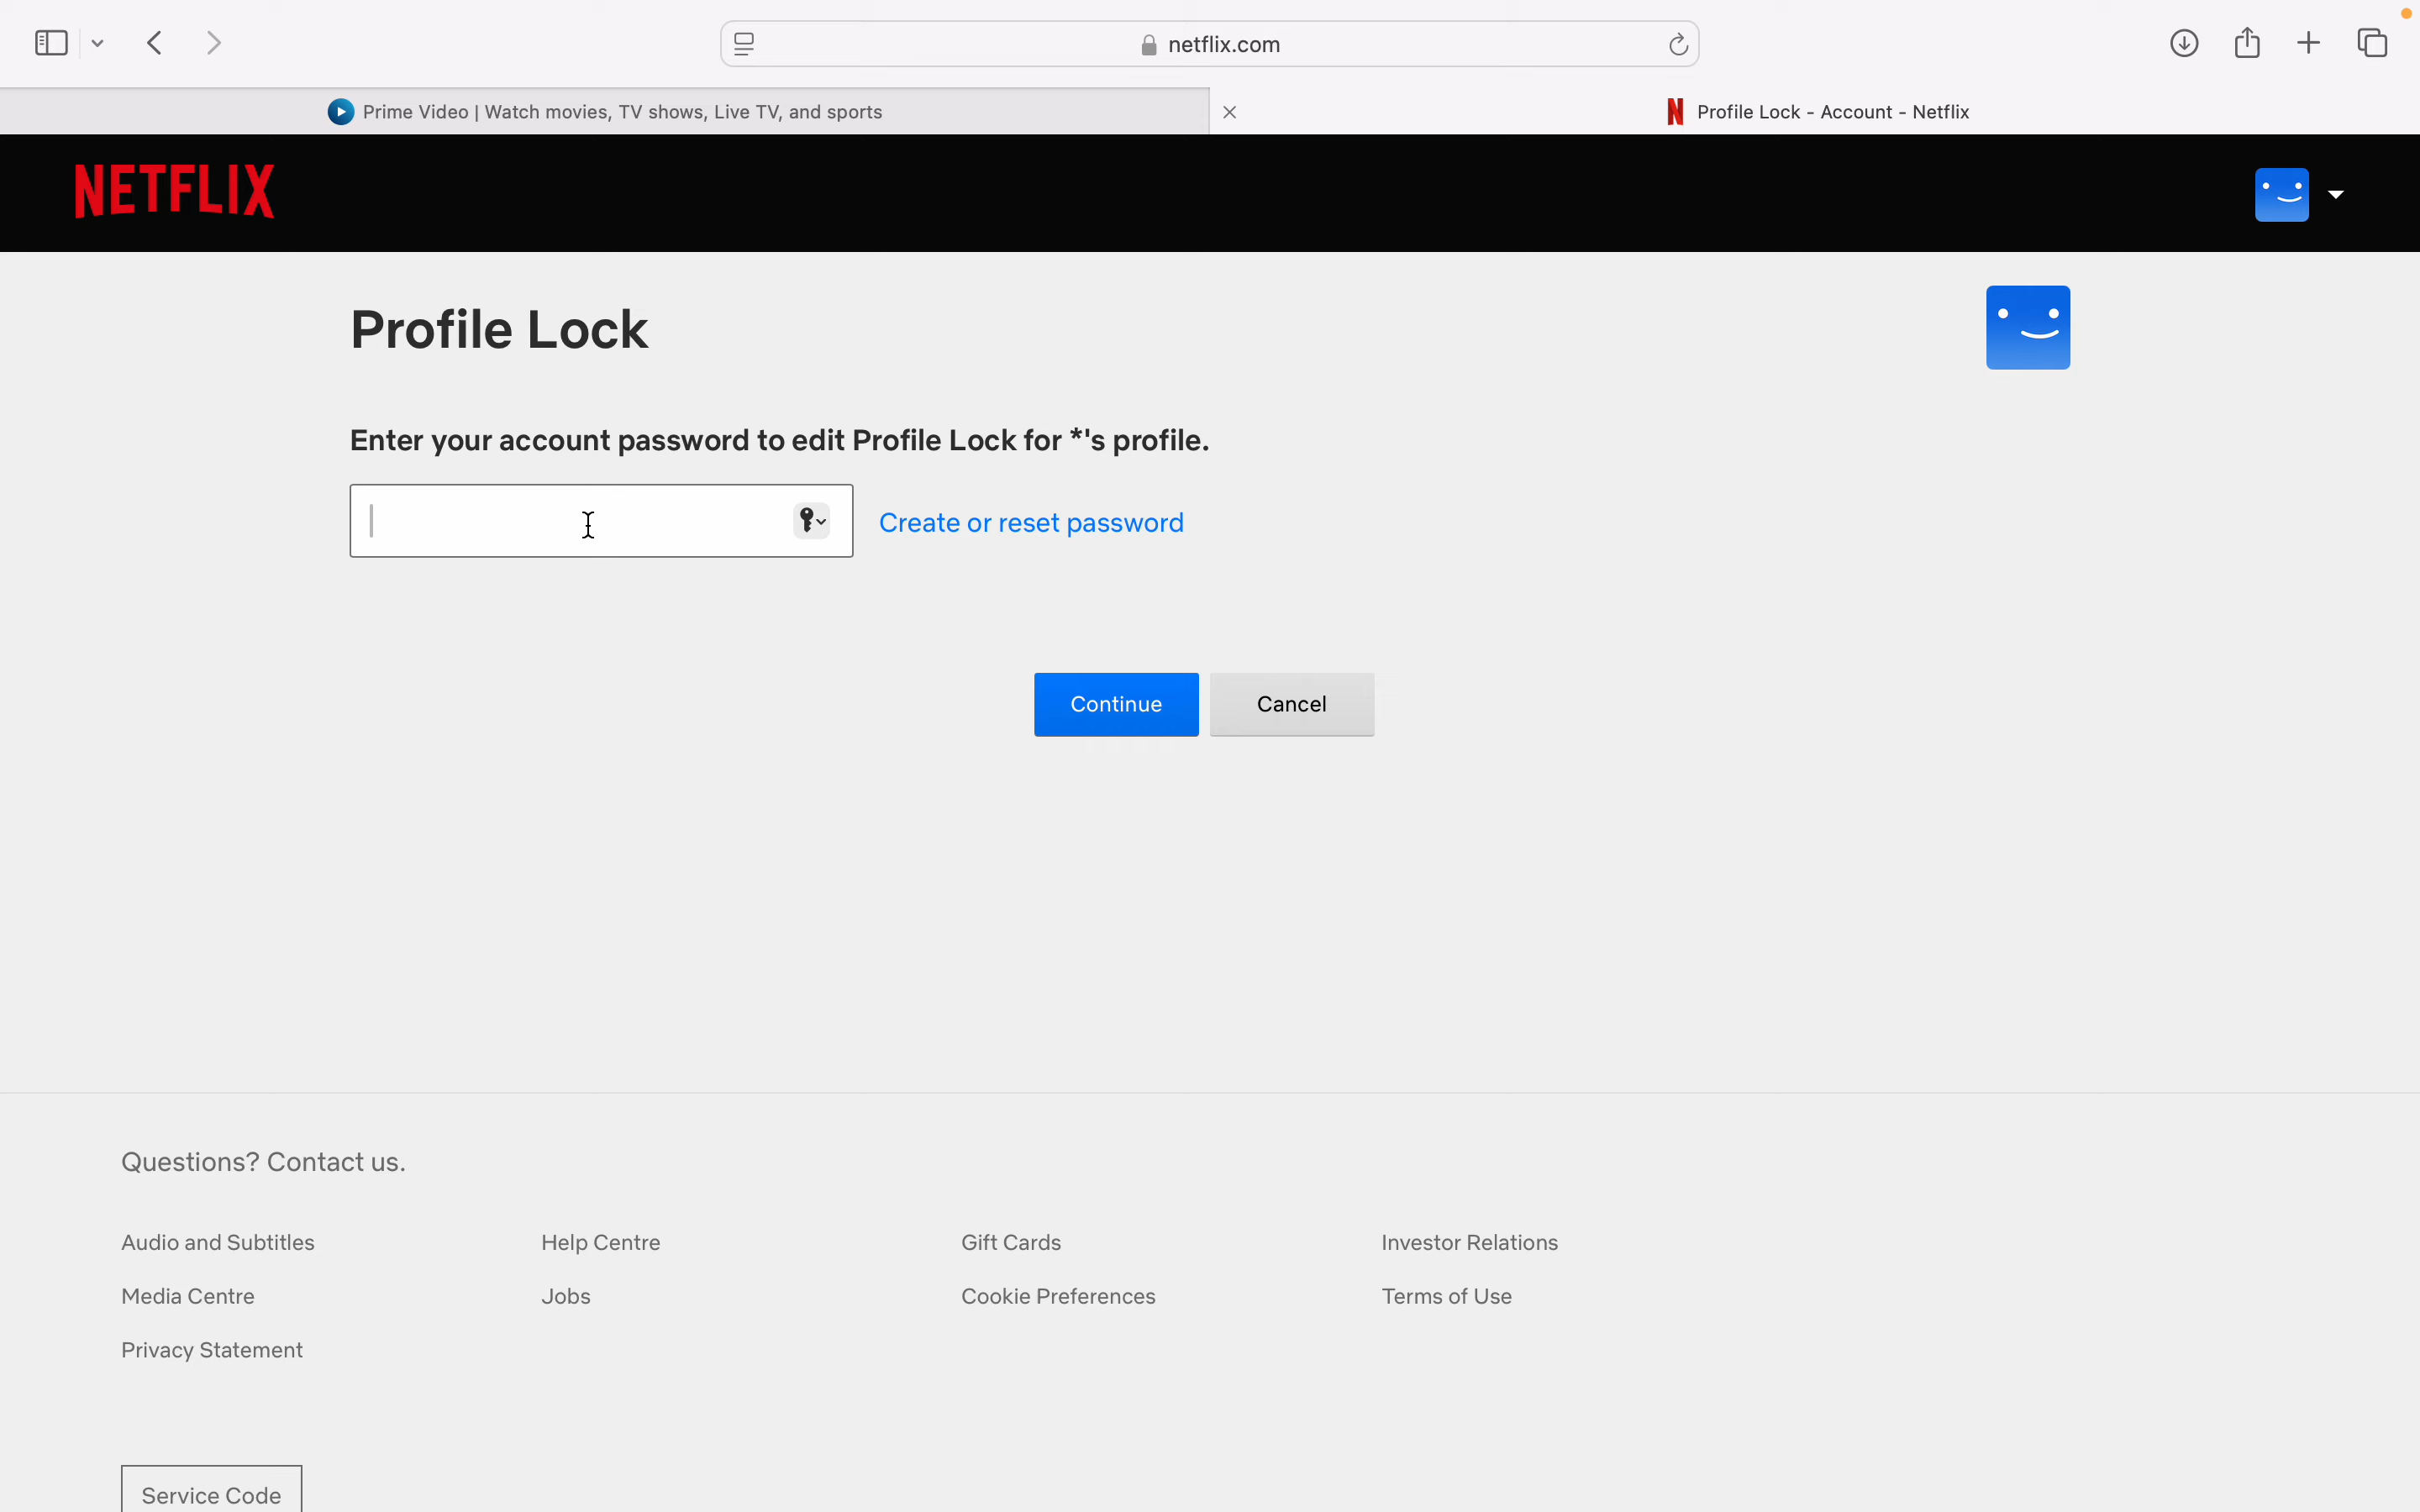 netflix.com
Prime Video | Watch movies, TV shows, Live TV, and sports
Profile Lock - Account - Netflix
NETFLIX
Profile Lock
Enter your account password to edit Profile Lock for *'s profile.
Create or reset password
Continue
Cancel
Questions? Contact us.
Audio and Subtitles
Help Centre
Gift Cards
Investor Relations
Media Centre
Jobs
Cookie Preferences
Terms of Use
Privacy Statement
Service Code